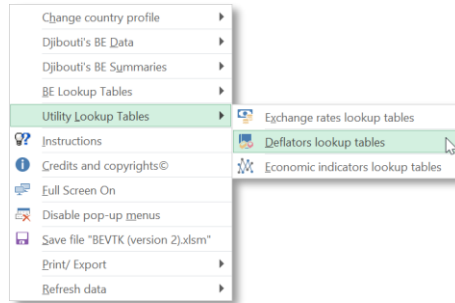 Change country profile
Djibouti's BE Data
Djibouti's BE Summaries
BE Lookup Tables
Utility Lookup Tables
Exchange rates lookup tables
Deflators lookup tables
Economic indicators lookup tables
Instructions
Credits and copyrights©
Full Screen On
Disable pop-up menus
Save file "BEVTK (version 2).xlsm"
Print/ Export
Refresh data